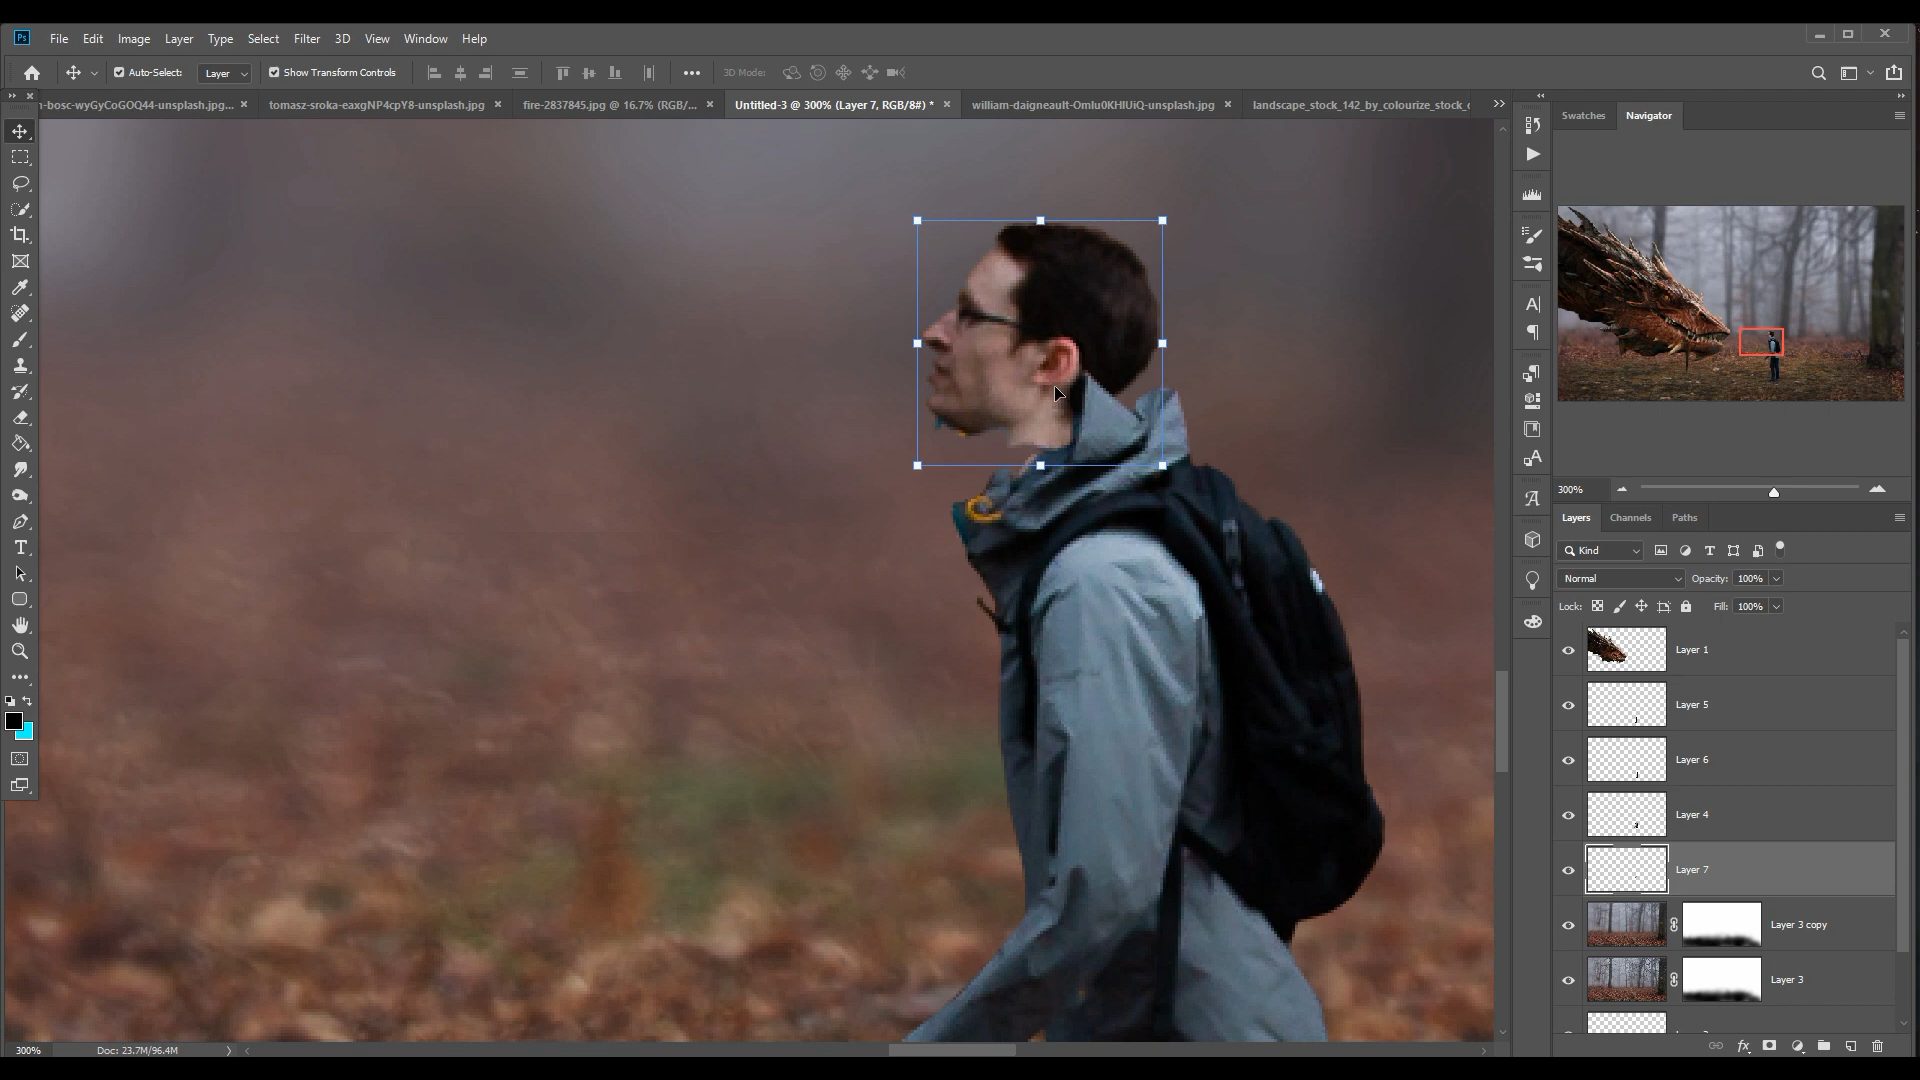 Ps File Edit Image Layer Type Select Filter 3D View Window Help
Auto-Select: Layer Show Transform Controls 3D Mode:
n-bosc-wyGyCoGOQ44-unsplash.jpg... tomasz-sroka-eaxgNP4cpY8-unsplash.jpg fire-2837845.jpg @ 16.7% (RGB/... Untitled-3 @ 300% (Layer 7, RGB/8#) * william-daigneault-OmIu0KHIUiQ-unsplash.jpg landscape_stock_142_by_colourize_stock_d
Swatches Navigator
300%
Layers Channels Paths
Kind
Normal Opacity: 100%
Lock: Fill: 100%
Layer 1
Layer 5
Layer 6
Layer 4
Layer 7
Layer 3 copy
Layer 3
300% Doc: 23.7M/96.4M
fx